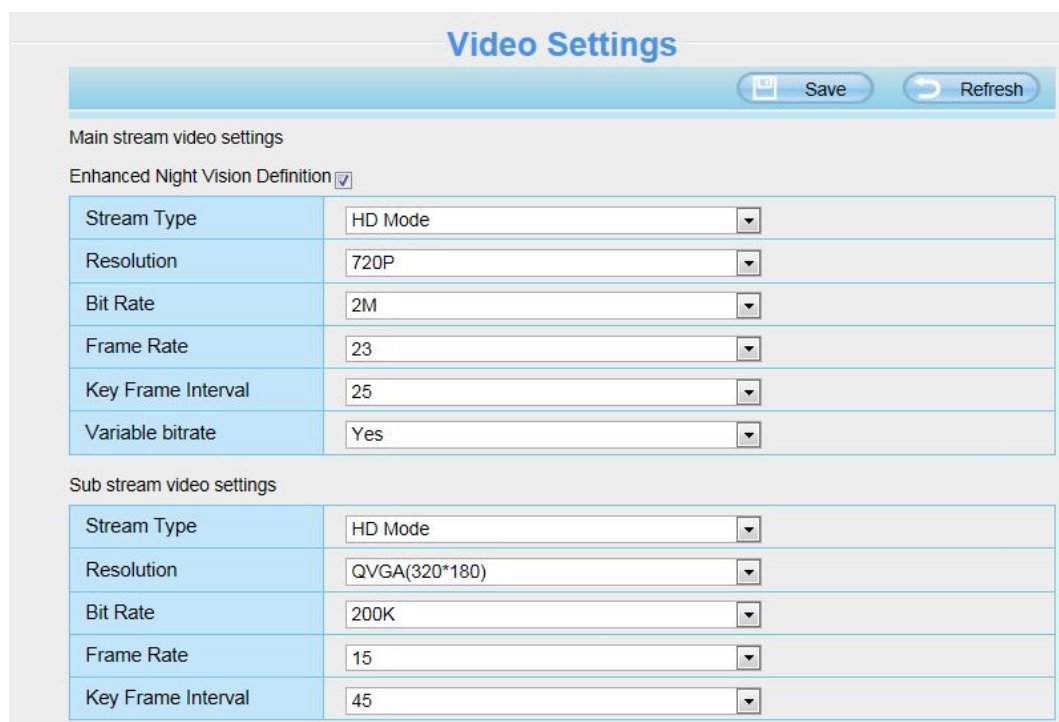 Video Settings
Save Refresh
Main stream video settings
Enhanced Night Vision Definition
Stream Type HD Mode
Resolution 720P
Bit Rate 2M
Frame Rate 23
Key Frame Interval 25
Variable bitrate Yes
Sub stream video settings
Stream Type HD Mode
Resolution QVGA(320*180)
Bit Rate 200K
Frame Rate 15
Key Frame Interval 45